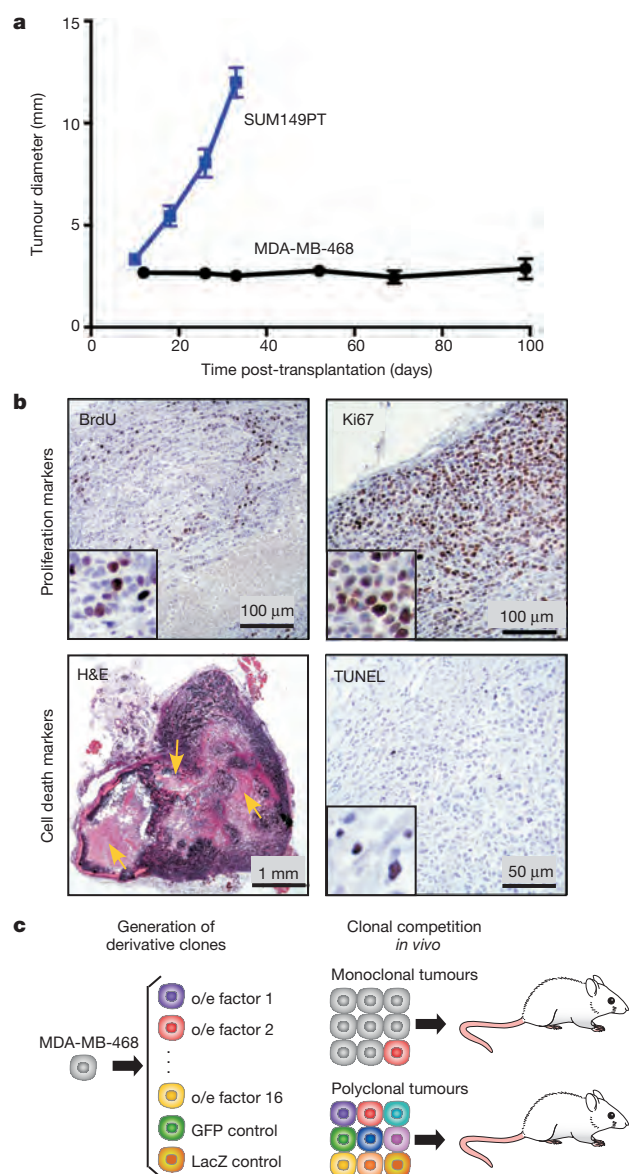 a
15
10
5
0
Tumour diameter (mm)
SUM149PT
MDA-MB-468
0 20 40 60 80 100
Time post-transplantation (days)
b
Proliferation markers
BrdU
100 μm
Ki67
100 μm
Cell death markers
H&E
1 mm
TUNEL
50 μm
c
Generation of
derivative clones
MDA-MB-468
o/e factor 1
o/e factor 2
o/e factor 16
GFP control
LacZ control
Clonal competition
in vivo
Monoclonal tumours
Polyclonal tumours